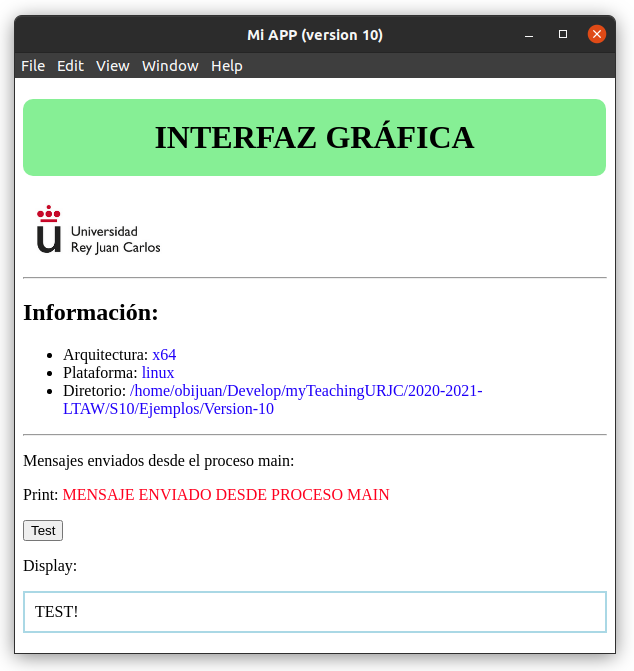 Mi APP (version 10)
File Edit View Window Help
INTERFAZ GRÁFICA
u Universidad
Rey Juan Carlos
Información:
Arquitectura: x64
Plataforma: linux
Diretorio: /home/obijuan/Develop/myTeachingURJC/2020-2021-
LTAW/S10/Ejemplos/Version-10
Mensajes enviados desde el proceso main:
Print: MENSAJE ENVIADO DESDE PROCESO MAIN
Test
Display:
TEST!